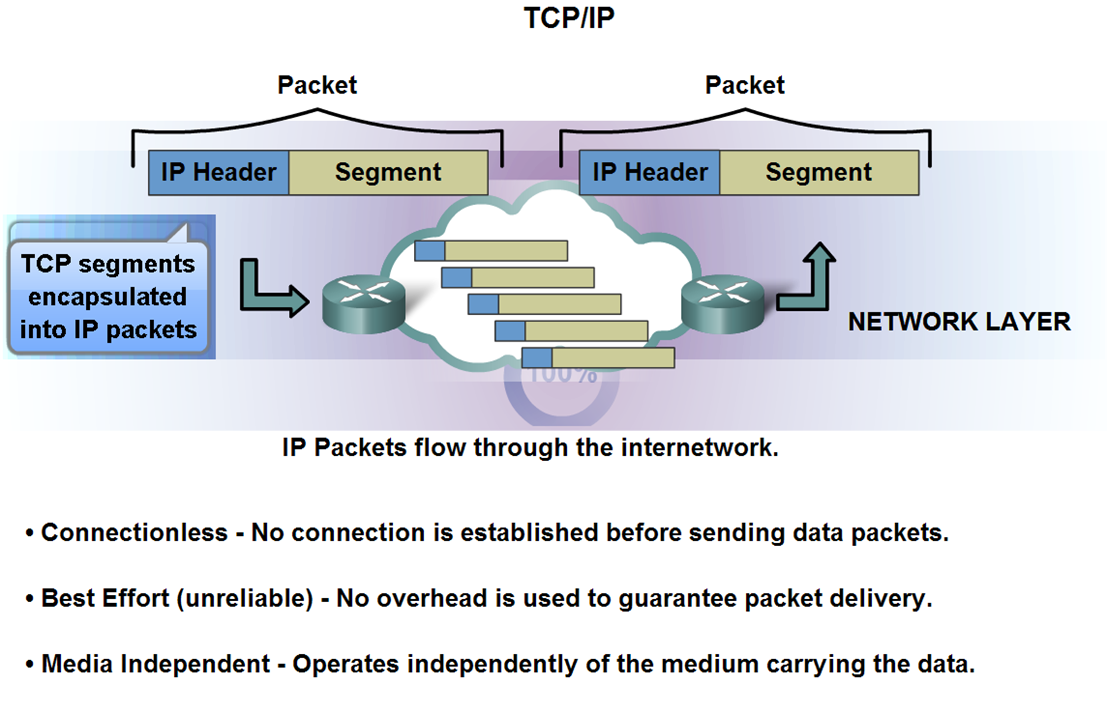 TCP/IP
Packet
Packet
IP Header
Segment
IP Header
Segment
TCP segments
encapsulated
into IP packets
NETWORK LAYER
100%
IP Packets flow through the internetwork.
• Connectionless - No connection is established before sending data packets.
• Best Effort (unreliable) - No overhead is used to guarantee packet delivery.
• Media Independent - Operates independently of the medium carrying the data.